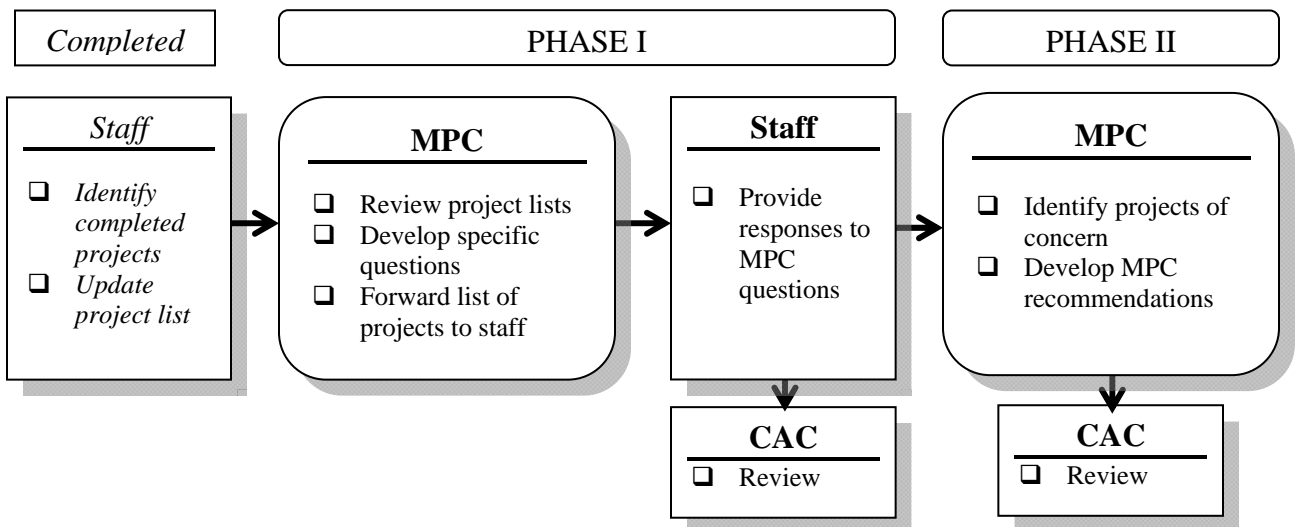 Completed
PHASE I
PHASE II
Staff
❑ Identify
completed
projects
❑ Update
project list
MPC
❑ Review project lists
❑ Develop specific
questions
❑ Forward list of
projects to staff
Staff
❑ Provide
responses to
MPC
questions
CAC
❑ Review
MPC
❑ Identify projects of
concern
❑ Develop MPC
recommendations
CAC
❑ Review